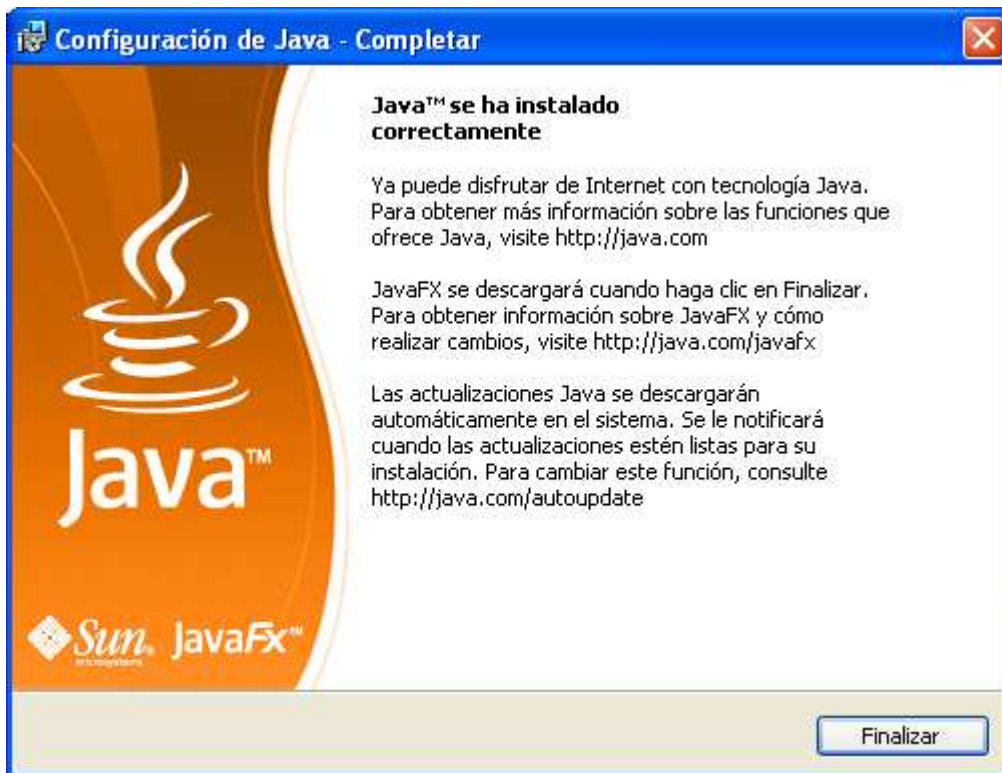 Configuración de Java - Completar
Java™ se ha instalado
correctamente
Ya puede disfrutar de Internet con tecnología Java.
Para obtener más información sobre las funciones que
ofrece Java, visite http://java.com
JavaFX se descargará cuando haga clic en Finalizar.
Para obtener información sobre JavaFX y cómo
realizar cambios, visite http://java.com/javafx
Las actualizaciones Java se descargarán
automáticamente en el sistema. Se le notificará
cuando las actualizaciones estén listas para su
instalación. Para cambiar este función, consulte
http://java.com/autoupdate
Java™
Sun® JavaFX™
microsystems
Finalizar